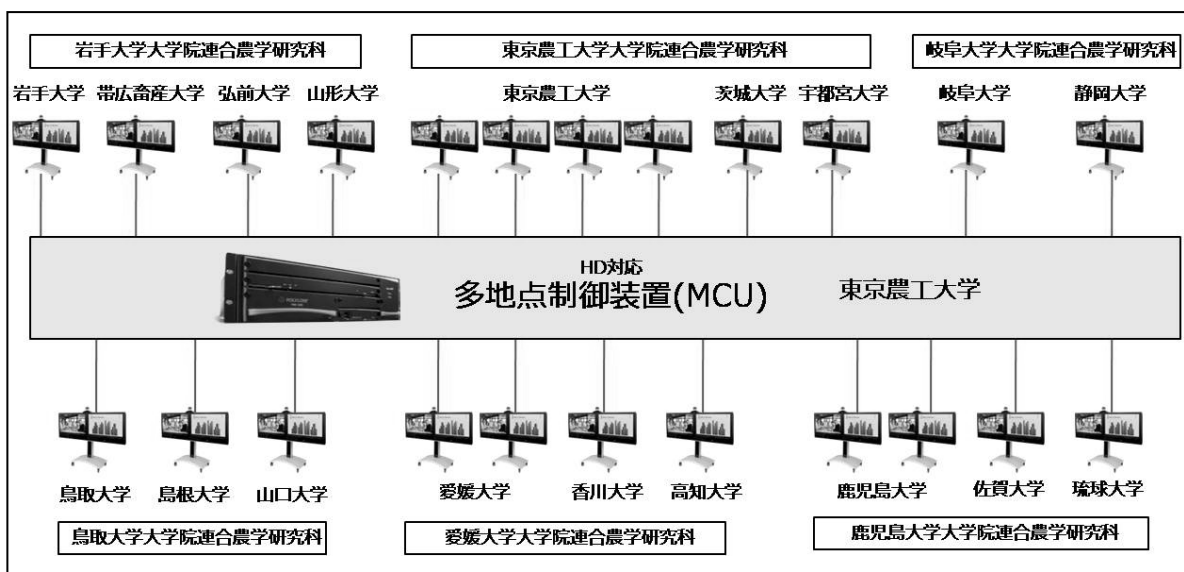 岩手大学大学院連合農学研究科
東京農工大学大学院連合農学研究科
岐阜大学大学院連合農学研究科
岩手大学
帯広畜産大学
弘前大学
山形大学
東京農工大学
茨城大学
宇都宮大学
岐阜大学
静岡大学
HD対応
多地点制御装置(MCU)
東京農工大学
鳥取大学
島根大学
山口大学
愛媛大学
香川大学
高知大学
鹿児島大学
佐賀大学
琉球大学
鳥取大学大学院連合農学研究科
愛媛大学大学院連合農学研究科
鹿児島大学大学院連合農学研究科